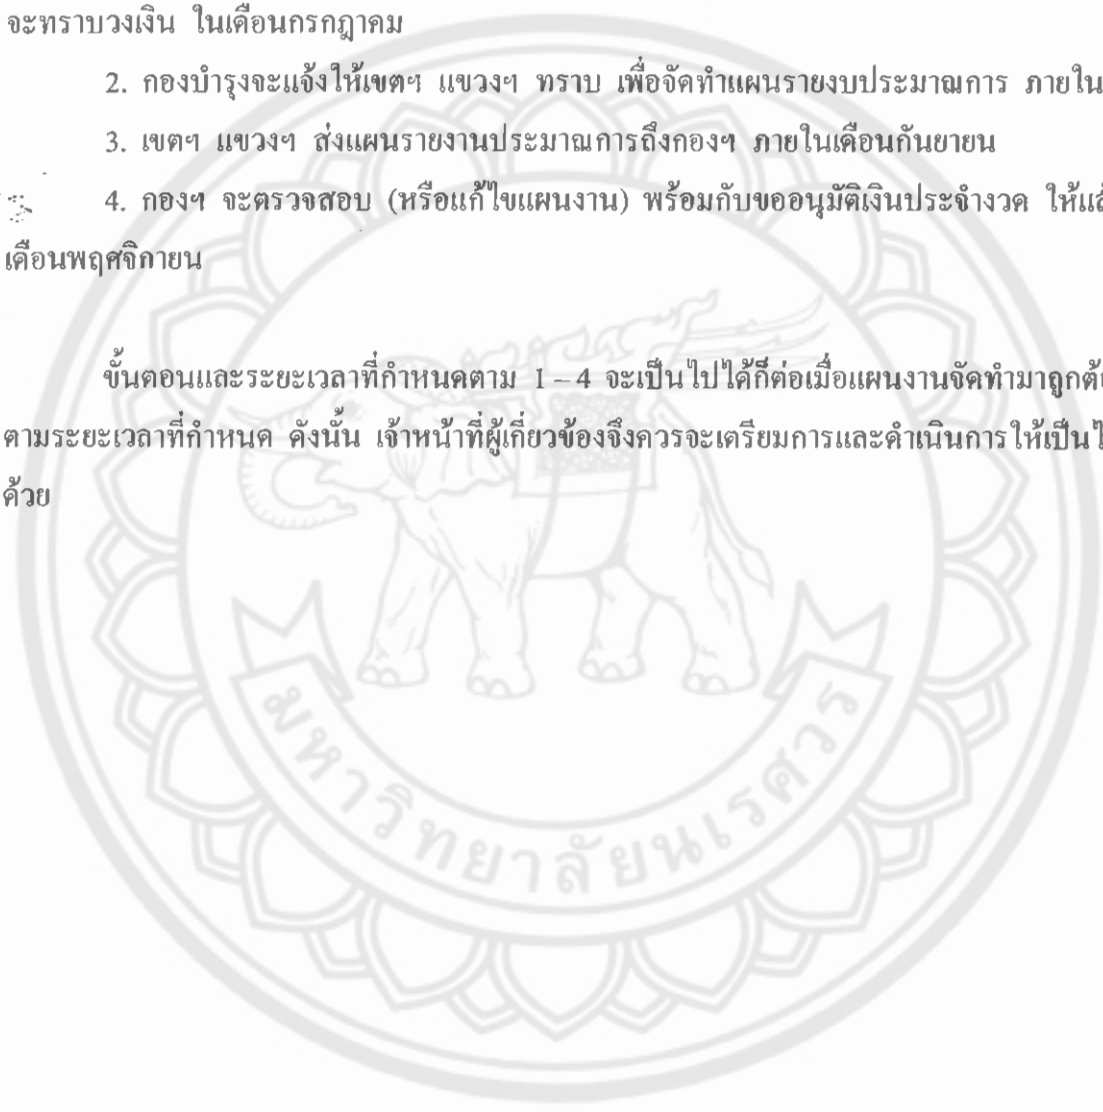 จะทราบวงเงิน ในเดือนกรกฎาคม
2. กองบำรุงจะแจ้งให้เขตฯ แขวงฯ ทราบ เพื่อจัดทำแผนรายงบประมาณการ ภายใน
3. เขตฯ แขวงฯ ส่งแผนรายงานประมาณการถึงกองฯ ภายในเดือนกันยายน
4. กองฯ จะตรวจสอบ (หรือแก้ไขแผนงาน) พร้อมกับขออนุมัติเงินประจำงวด ให้
เดือนพฤศจิกายน
ขั้นตอนและระยะเวลาที่กำหนดตาม 1 – 4 จะเป็นไปได้ก็ต่อเมื่อแผนงานจัดทำมา
ตามระยะเวลาที่กำหนด ดังนั้น เจ้าหน้าที่ผู้เกี่ยวข้องจึงควรจะเตรียมการและดำเนินการให้เป็น
ด้วย
มหาวิทยาลัยนเรศวร